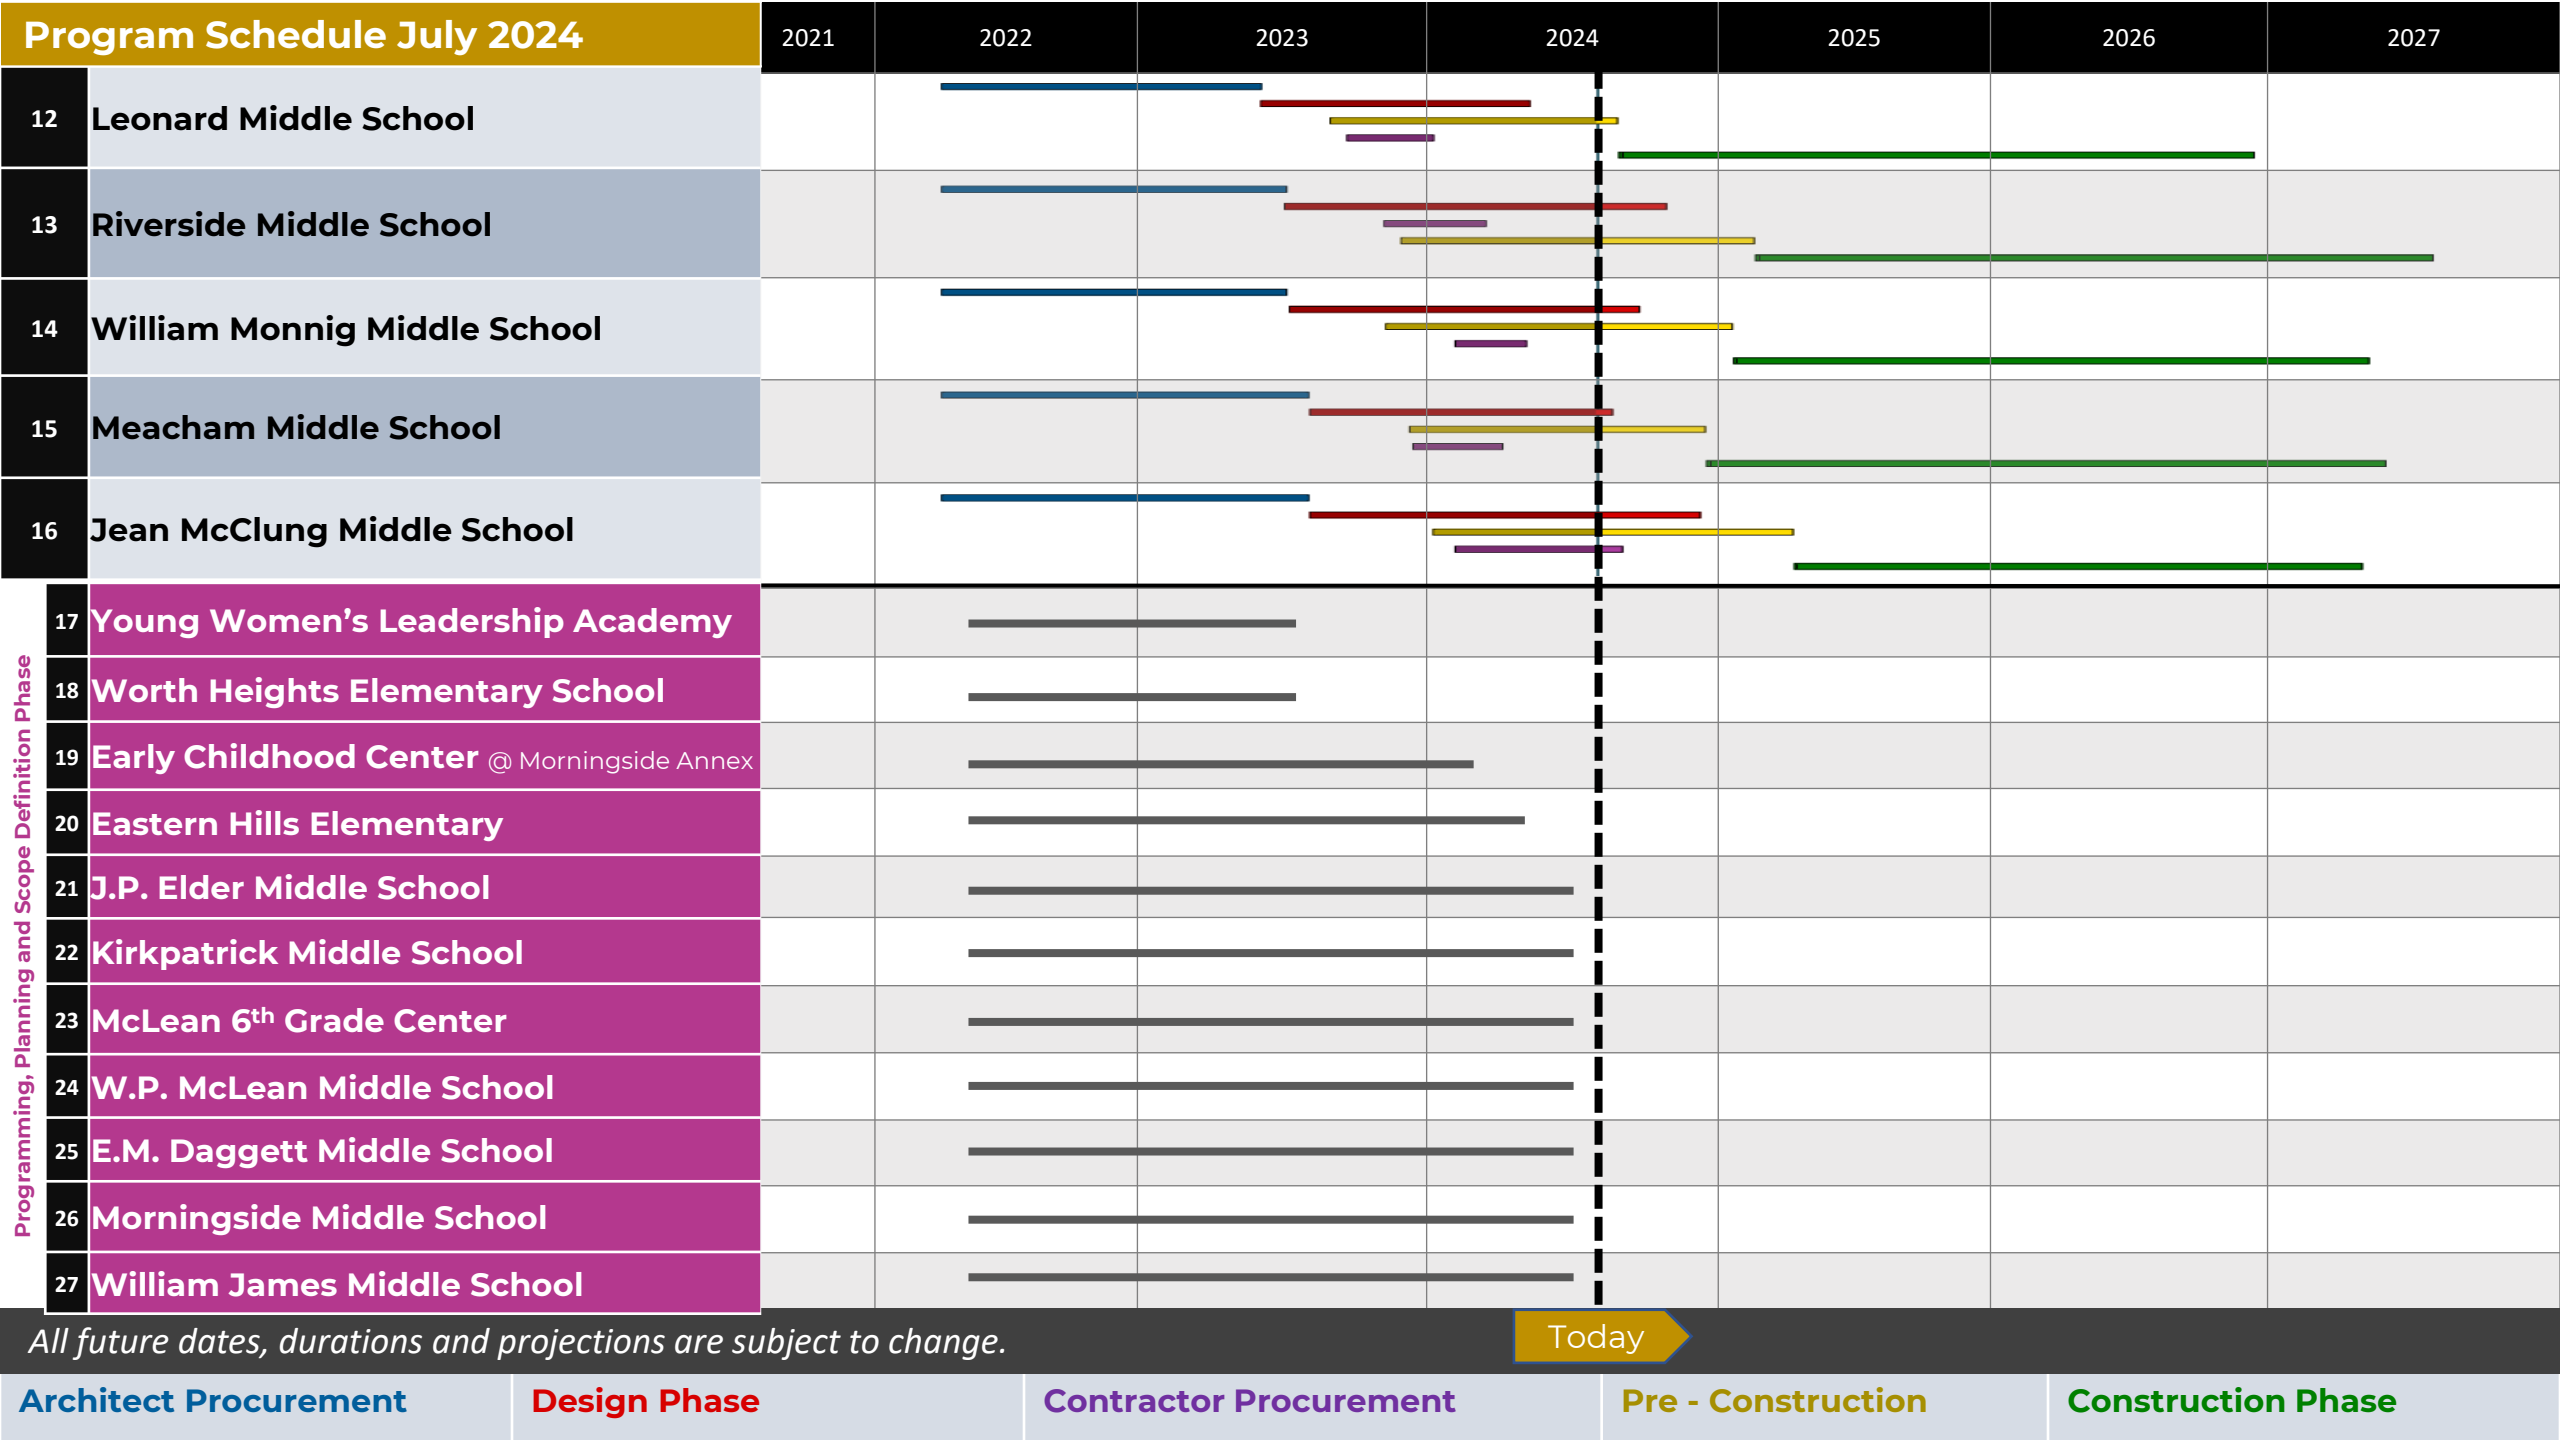 Program Schedule July 2024
2021 2022 2023 2024 2025 2026 2027
12 Leonard Middle School
13 Riverside Middle School
14 William Monnig Middle School
15 Meacham Middle School
16 Jean McClung Middle School
Programming, Planning and Scope Definition Phase
17 Young Women’s Leadership Academy
18 Worth Heights Elementary School
19 Early Childhood Center @ Morningside Annex
20 Eastern Hills Elementary
21 J.P. Elder Middle School
22 Kirkpatrick Middle School
23 McLean 6th Grade Center
24 W.P. McLean Middle School
25 E.M. Daggett Middle School
26 Morningside Middle School
27 William James Middle School
All future dates, durations and projections are subject to change.
Today
Architect Procurement Design Phase Contractor Procurement Pre - Construction Construction Phase